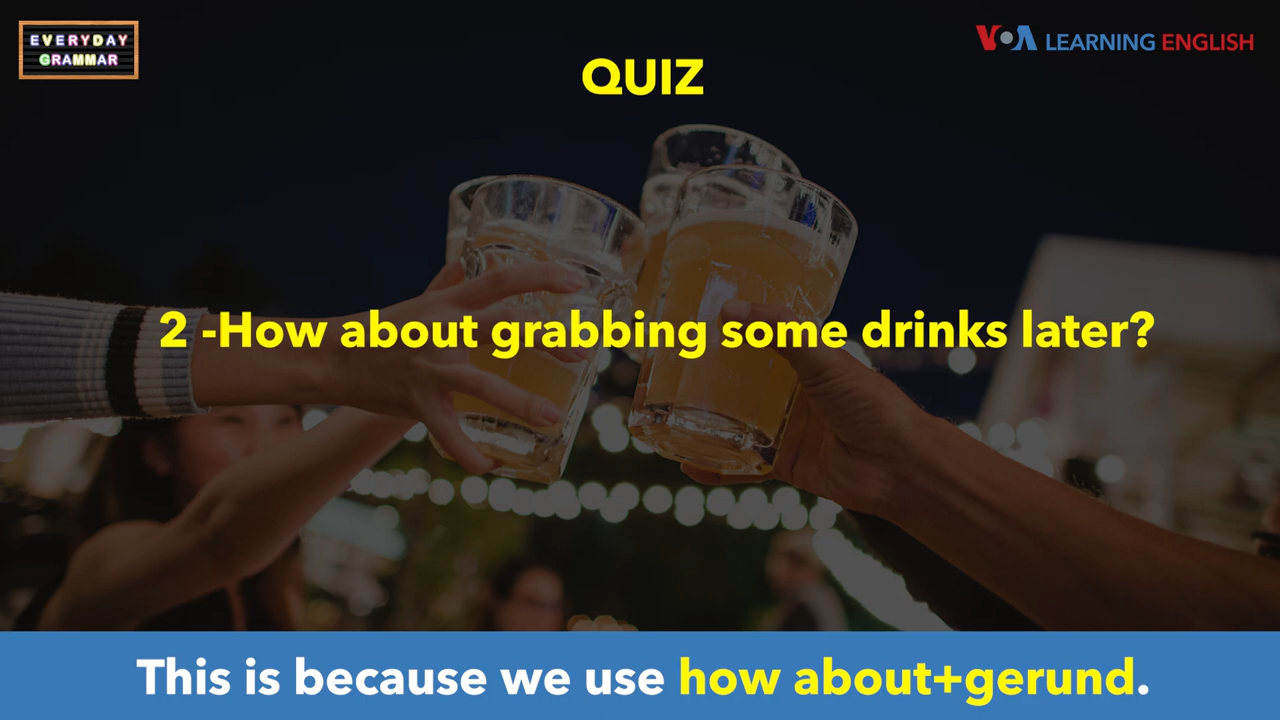 EVERYDAY
GRAMMAR
VOA LEARNING ENGLISH
QUIZ
2 -How about grabbing some drinks later?
This is because we use how about+gerund.